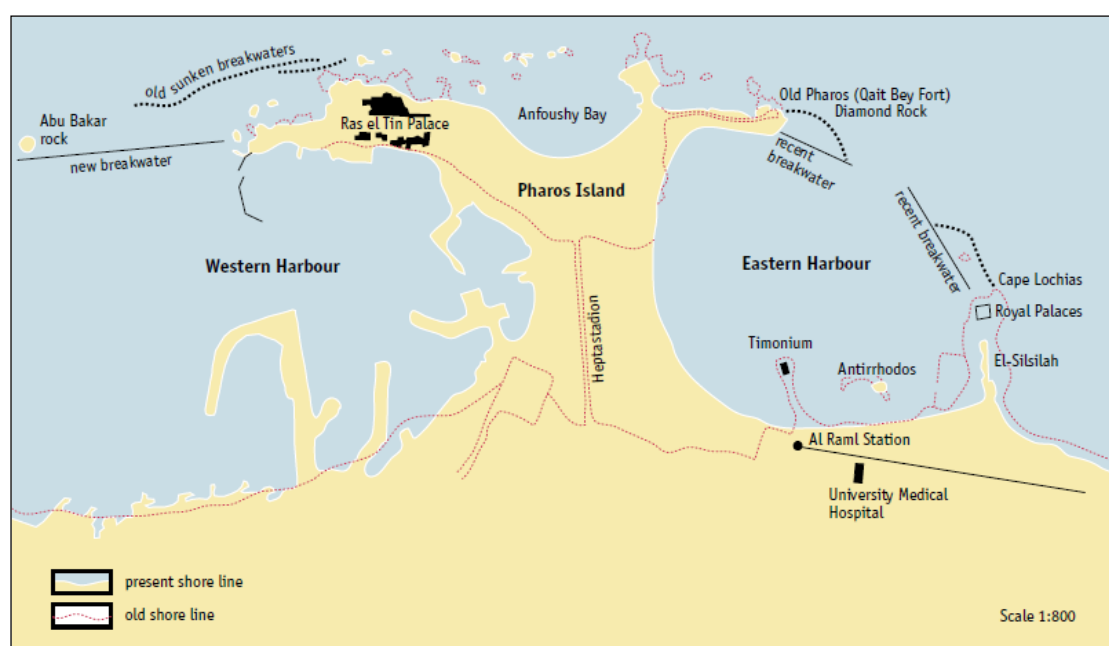 old sunken breakwaters
Abu Bakar
rock
new breakwater
Ras el Tin Palace
Anfoushy Bay
Old Pharos (Qait Bey Fort)
Diamond Rock
recent
breakwater
Pharos Island
recent breakwater
Western Harbour
Eastern Harbour
Cape Lochias
Royal Palaces
Heptastadion
Timonium
Antirrhodos
El-Silsilah
Al Raml Station
University Medical
Hospital
present shore line
old shore line
Scale 1:800